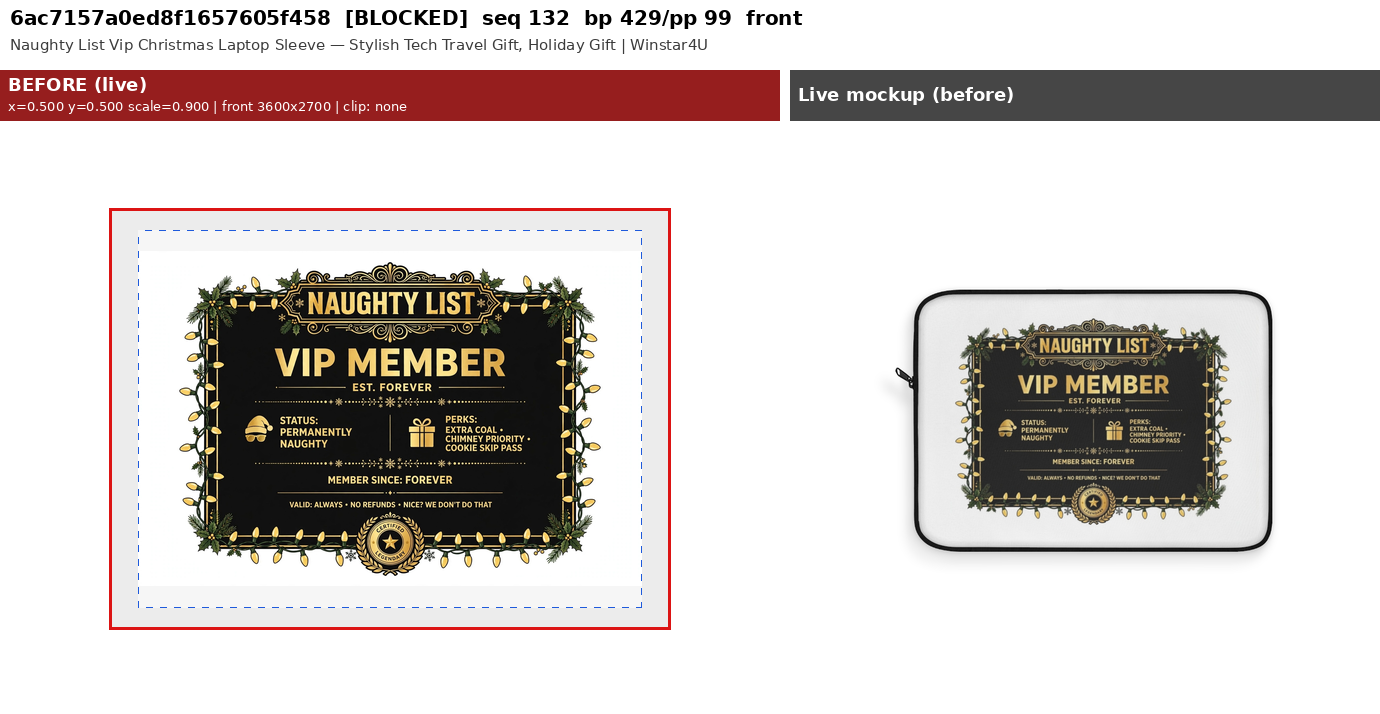 6ac7157a0ed8f1657605f458 [BLOCKED] seq 132 bp 429/pp 99 front
Naughty List Vip Christmas Laptop Sleeve — Stylish Tech Travel Gift, Holiday Gift | Winstar4U
BEFORE (live)
x=0.500 y=0.500 scale=0.900 | front 3600x2700 | clip: none
Live mockup (before)
NAUGHTY LIST
VIP MEMBER
EST. FOREVER
STATUS:
PERMANENTLY
NAUGHTY
PERKS:
EXTRA COAL •
CHIMNEY PRIORITY •
COOKIE SKIP PASS
MEMBER SINCE: FOREVER
VALID: ALWAYS • NO REFUNDS • NICE? WE DON'T DO THAT
CERTIFIED
LEGENDARY
NAUGHTY LIST
VIP MEMBER
EST. FOREVER
STATUS:
PERMANENTLY
NAUGHTY
PERKS:
EXTRA COAL •
CHIMNEY PRIORITY •
COOKIE SKIP PASS
MEMBER SINCE: FOREVER
VALID: ALWAYS • NO REFUNDS • NICE? WE DON'T DO THAT